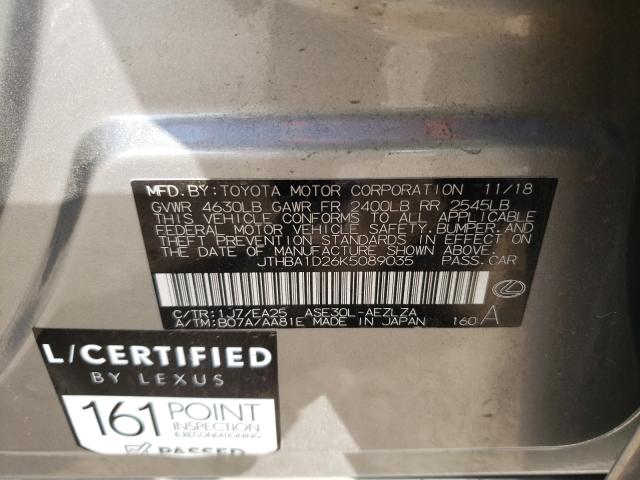 MFD. BY: TOYOTA MOTOR CORPORATION 11/18
GVWR 4630LB GAWR FR 2400LB RR 2545LB
THIS VEHICLE CONFORMS TO ALL APPLICABLE
FEDERAL MOTOR VEHICLE SAFETY, BUMPER, AND
THEFT PREVENTION STANDARDS IN EFFECT ON
THE DATE OF MANUFACTURE SHOWN ABOVE.
JTHBA1D26K5089035 PASS.CAR
C/TR: 1J7/EA25 ASE30L-AEZLZA
A/TM: B07A/AA81E MADE IN JAPAN 160 A
L/CERTIFIED
BY LEXUS
161 POINT
INSPECTION
& RECONDITIONING
PASSED